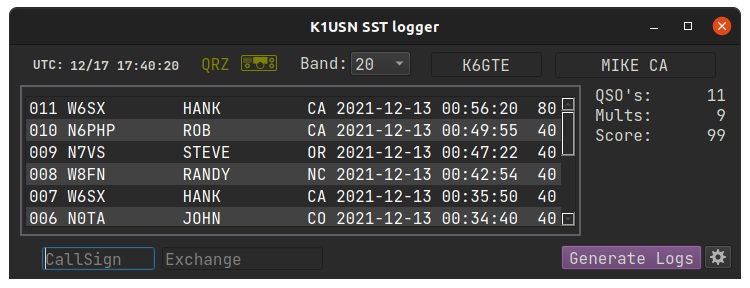 K1USN SST logger
UTC: 12/17 17:40:20 QRZ Band: 20 K6GTE MIKE CA
011 W6SX HANK CA 2021-12-13 00:56:20 80
010 N6PHP ROB CA 2021-12-13 00:49:55 40
009 N7VS STEVE OR 2021-12-13 00:47:22 40
008 W8FN RANDY NC 2021-12-13 00:42:54 40
007 W6SX HANK CA 2021-12-13 00:35:50 40
006 N0TA JOHN CO 2021-12-13 00:34:40 40
QSO's: 11
Mults: 9
Score: 99
CallSign Exchange Generate Logs